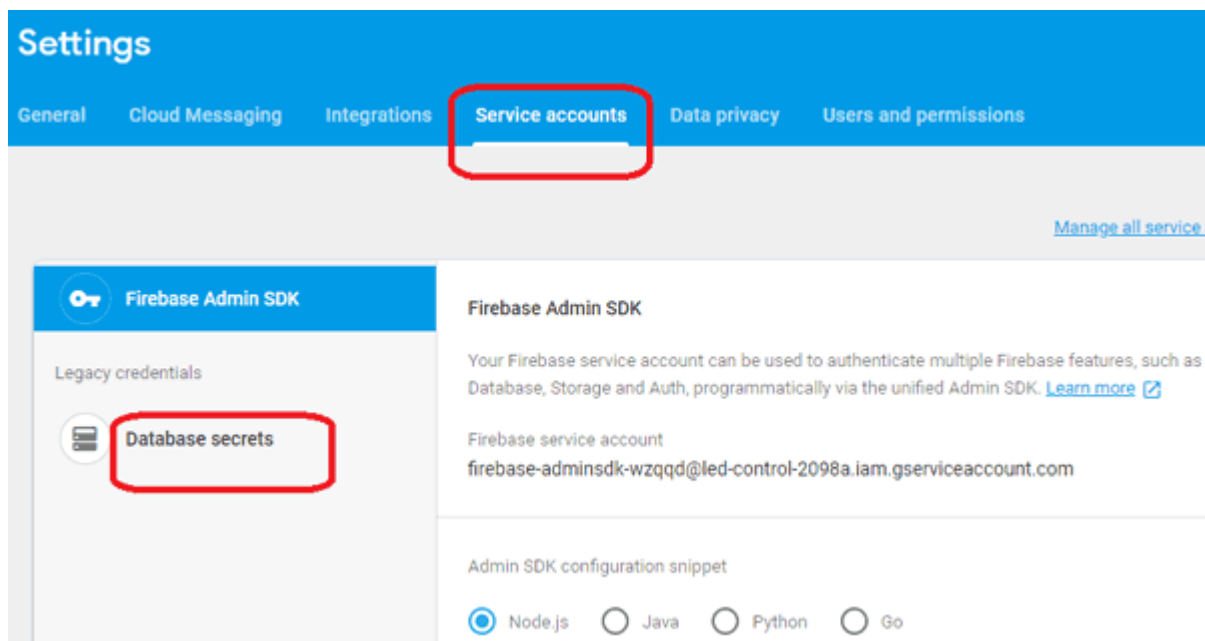 Settings
General Cloud Messaging Integrations Service accounts Data privacy Users and permissions
Manage all service
Firebase Admin SDK
Legacy credentials
Database secrets
Firebase Admin SDK
Your Firebase service account can be used to authenticate multiple Firebase features, such as
Database, Storage and Auth, programmatically via the unified Admin SDK. Learn more
Firebase service account
firebase-adminsdk-wzqqd@led-control-2098a.iam.gserviceaccount.com
Admin SDK configuration snippet
Node.js Java Python Go